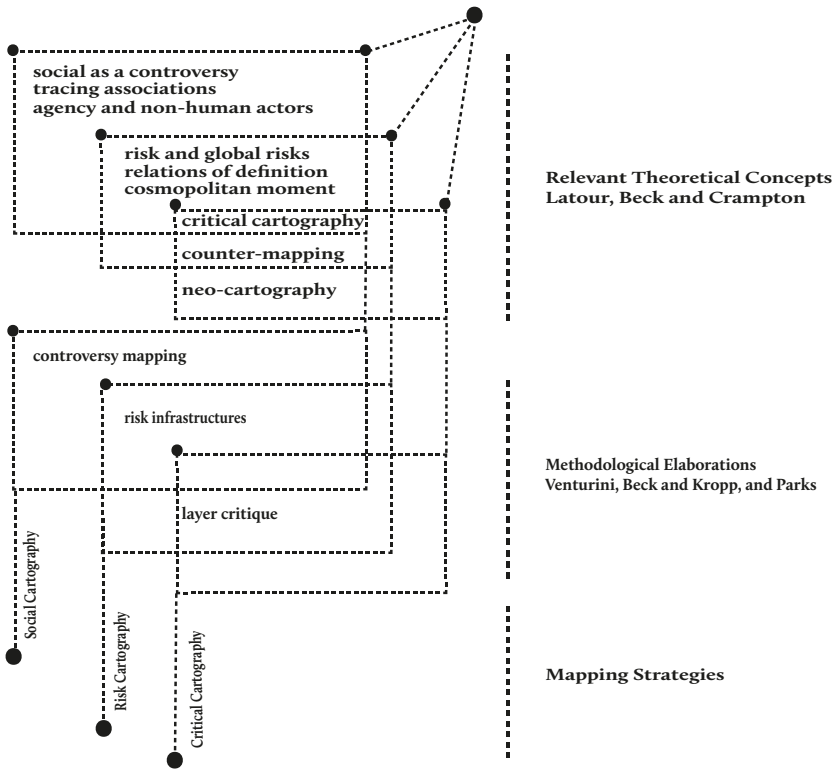 social as a controversy
tracing associations
agency and non-human actors
risk and global risks
relations of definition
cosmopolitan moment
critical cartography
counter-mapping
neo-cartography
Relevant Theoretical Concepts
Latour, Beck and Crampton
controversy mapping
risk infrastructures
layer critique
Methodological Elaborations
Venturini, Beck and Kropp, and Parks
Social Cartography
Risk Cartography
Critical Cartography
Mapping Strategies